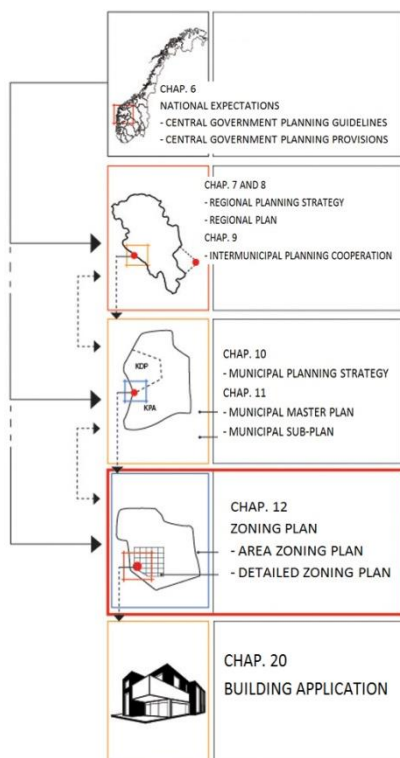 CHAP. 6
NATIONAL EXPECTATIONS
- CENTRAL GOVERNMENT PLANNING GUIDELINES
- CENTRAL GOVERNMENT PLANNING PROVISIONS
CHAP. 7 AND 8
- REGIONAL PLANNING STRATEGY
- REGIONAL PLAN
CHAP. 9
- INTERMUNICIPAL PLANNING COOPERATION
KDP
KPA
CHAP. 10
- MUNICIPAL PLANNING STRATEGY
CHAP. 11
- MUNICIPAL MASTER PLAN
- MUNICIPAL SUB-PLAN
CHAP. 12
ZONING PLAN
- AREA ZONING PLAN
- DETAILED ZONING PLAN
CHAP. 20
BUILDING APPLICATION